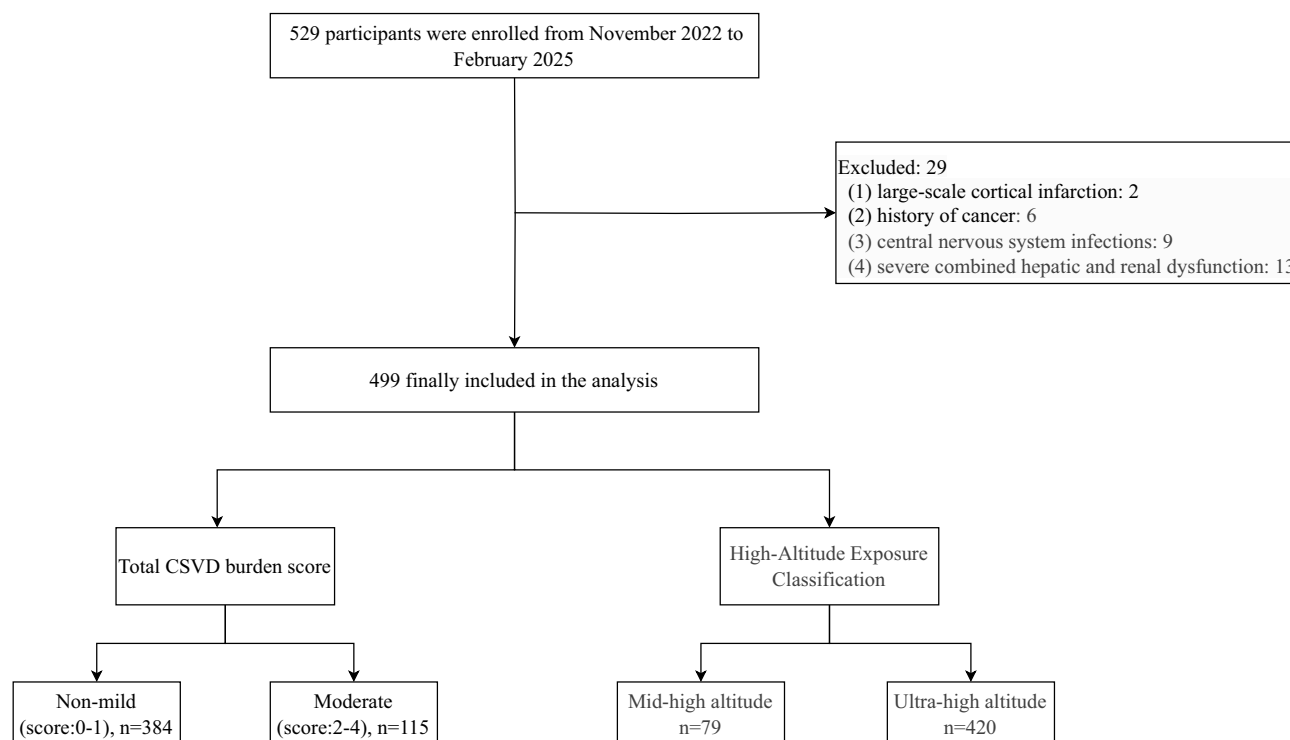 529 participants were enrolled from November 2022 to
February 2025
Excluded: 29
(1) large-scale cortical infarction: 2
(2) history of cancer: 6
(3) central nervous system infections: 9
(4) severe combined hepatic and renal dysfunction: 13
499 finally included in the analysis
Total CSVD burden score
High-Altitude Exposure
Classification
Non-mild
(score:0-1), n=384
Moderate
(score:2-4), n=115
Mid-high altitude
n=79
Ultra-high altitude
n=420